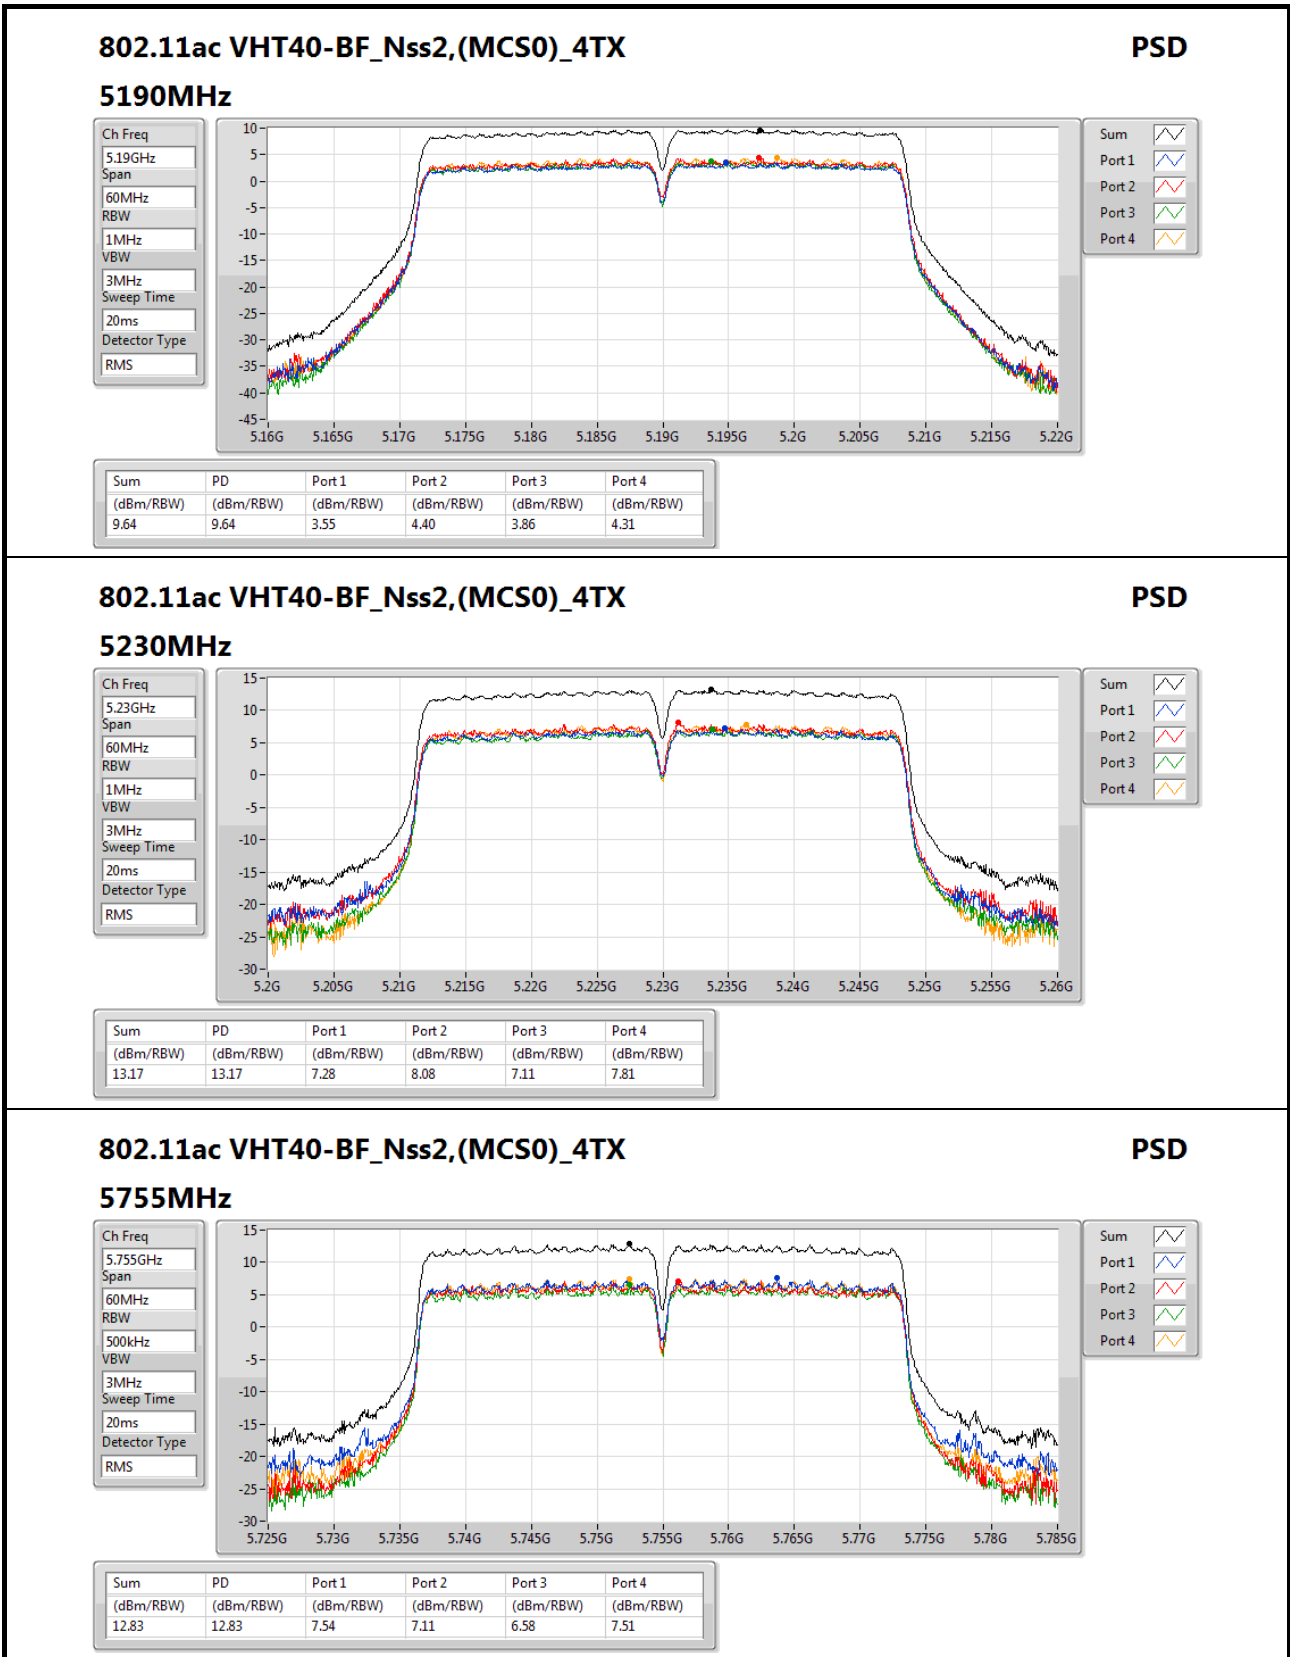 802.11ac VHT40-BF_Nss2,(MCS0)_4TX PSD
5190MHz
Ch Freq
5.19GHz
Span
60MHz
RBW
1MHz
VBW
3MHz
Sweep Time
20ms
Detector Type
RMS
10
5
0
-5
-10
-15
-20
-25
-30
-35
-40
-45
5.16G 5.165G 5.17G 5.175G 5.18G 5.185G 5.19G 5.195G 5.2G 5.205G 5.21G 5.215G 5.22G
Sum
Port 1
Port 2
Port 3
Port 4
Sum PD Port 1 Port 2 Port 3 Port 4
(dBm/RBW) (dBm/RBW) (dBm/RBW) (dBm/RBW) (dBm/RBW) (dBm/RBW)
9.64 9.64 3.55 4.40 3.86 4.31
802.11ac VHT40-BF_Nss2,(MCS0)_4TX PSD
5230MHz
Ch Freq
5.23GHz
Span
60MHz
RBW
1MHz
VBW
3MHz
Sweep Time
20ms
Detector Type
RMS
15
10
5
0
-5
-10
-15
-20
-25
-30
5.2G 5.205G 5.21G 5.215G 5.22G 5.225G 5.23G 5.235G 5.24G 5.245G 5.25G 5.255G 5.26G
Sum
Port 1
Port 2
Port 3
Port 4
Sum PD Port 1 Port 2 Port 3 Port 4
(dBm/RBW) (dBm/RBW) (dBm/RBW) (dBm/RBW) (dBm/RBW) (dBm/RBW)
13.17 13.17 7.28 8.08 7.11 7.81
802.11ac VHT40-BF_Nss2,(MCS0)_4TX PSD
5755MHz
Ch Freq
5.755GHz
Span
60MHz
RBW
500kHz
VBW
3MHz
Sweep Time
20ms
Detector Type
RMS
15
10
5
0
-5
-10
-15
-20
-25
-30
5.725G 5.73G 5.735G 5.74G 5.745G 5.75G 5.755G 5.76G 5.765G 5.77G 5.775G 5.78G 5.785G
Sum
Port 1
Port 2
Port 3
Port 4
Sum PD Port 1 Port 2 Port 3 Port 4
(dBm/RBW) (dBm/RBW) (dBm/RBW) (dBm/RBW) (dBm/RBW) (dBm/RBW)
12.83 12.83 7.54 7.11 6.58 7.51